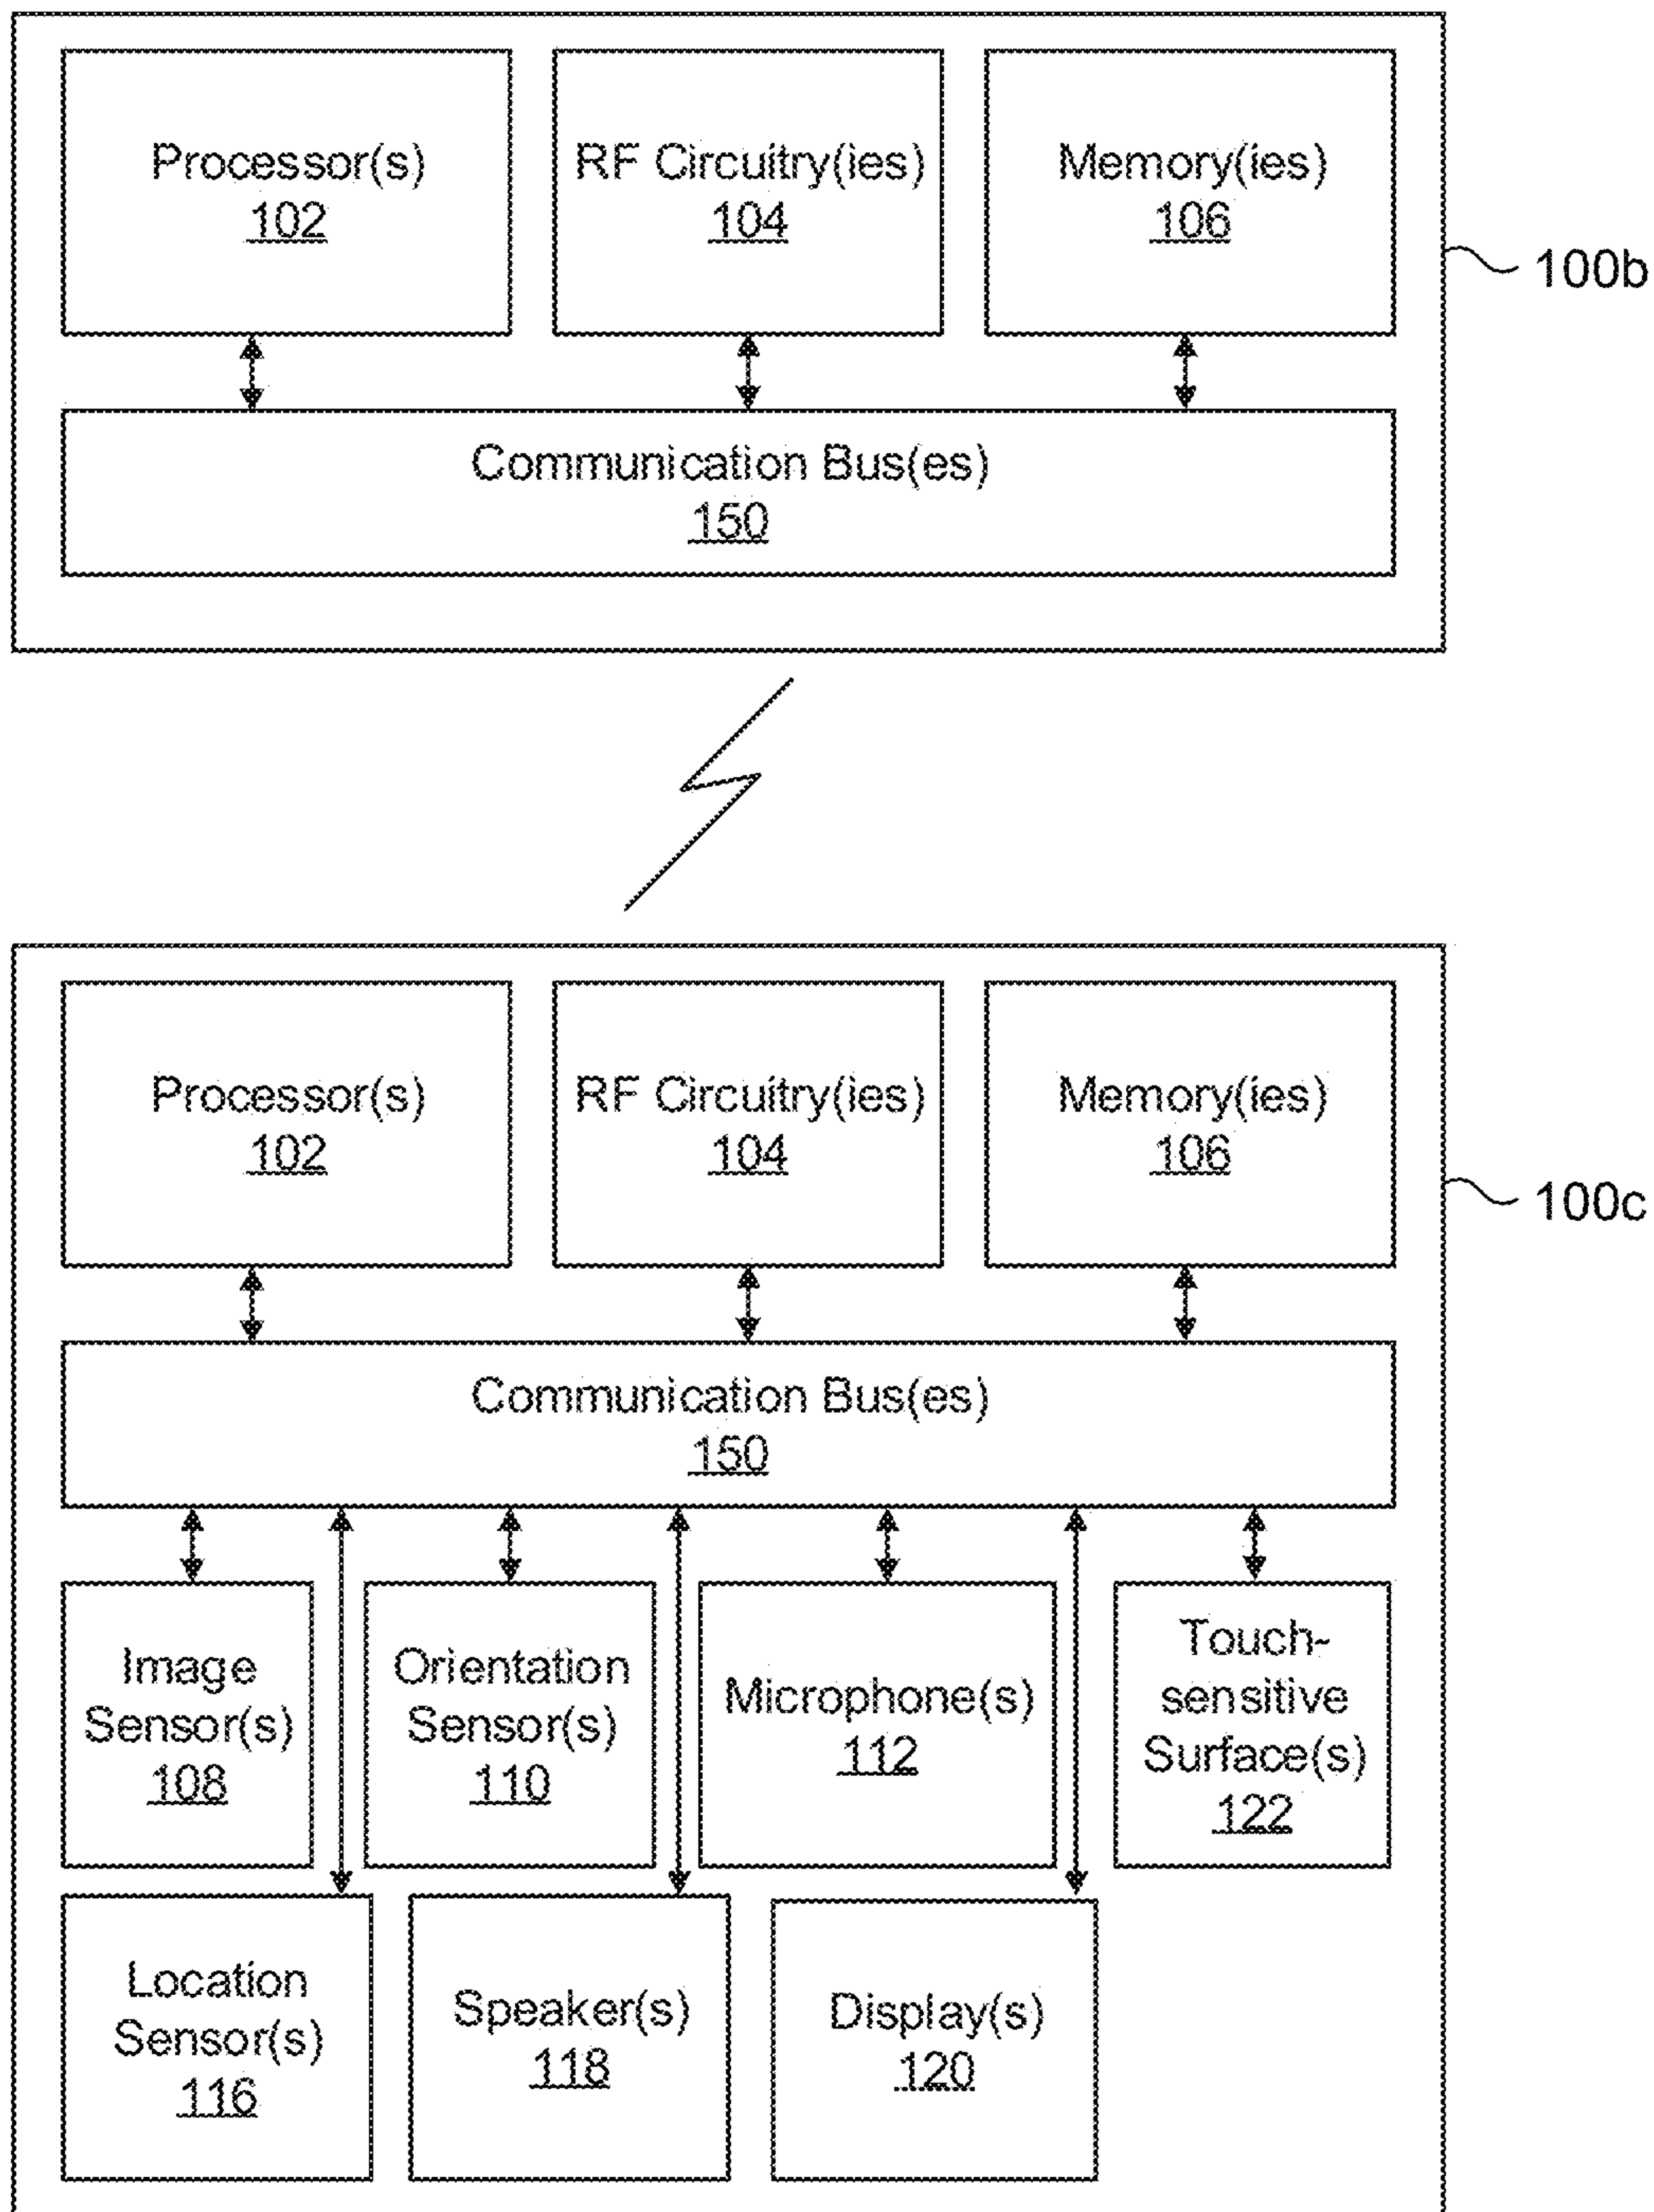 Processor(s)
102
RF Circuitry(ies)
104
Memory(ies)
106
100b
Communication Bus(es)
150
Processor(s)
102
RF Circuitry(ies)
104
Memory(ies)
106
100c
Communication Bus(es)
150
Image
Sensor(s)
108
Orientation
Sensor(s)
110
Microphone(s)
112
Touch-
sensitive
Surface(s)
122
Location
Sensor(s)
116
Speaker(s)
118
Display(s)
120